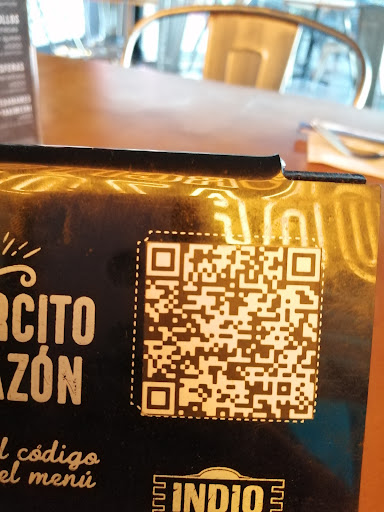 RCITO
AZÓN
l código
el menú
INDIO